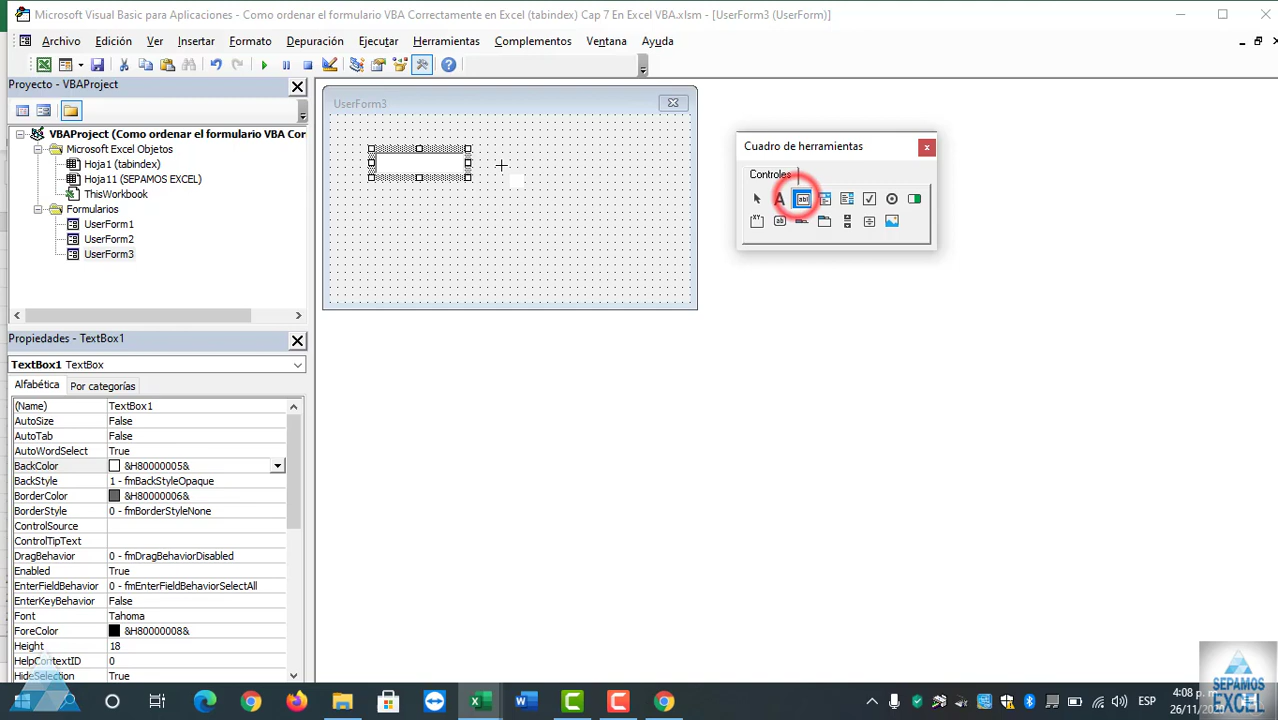 Microsoft Visual Basic para Aplicaciones - Como ordenar el formulario VBA Correctamente en Excel (tabindex) Cap 7 En Excel VBA.xlsm - [UserForm3 (UserForm)]
Archivo Edición Ver Insertar Formato Depuración Ejecutar Herramientas Complementos Ventana Ayuda
Proyecto - VBAProject
VBAProject (Como ordenar el formulario VBA Cor
Microsoft Excel Objetos
Hoja1 (tabindex)
Hoja11 (SEPAMOS EXCEL)
ThisWorkbook
Formularios
UserForm1
UserForm2
UserForm3
UserForm3
Cuadro de herramientas
Controles
A ab|
XY ab
Propiedades - TextBox1
TextBox1 TextBox
Alfabética Por categorías
(Name) TextBox1
AutoSize False
AutoTab False
AutoWordSelect True
BackColor &H80000005&
BackStyle 1 - fmBackStyleOpaque
BorderColor &H80000006&
BorderStyle 0 - fmBorderStyleNone
ControlSource
ControlTipText
DragBehavior 0 - fmDragBehaviorDisabled
Enabled True
EnterFieldBehavior 0 - fmEnterFieldBehaviorSelectAll
EnterKeyBehavior False
Font Tahoma
ForeColor &H80000008&
Height 18
HelpContextID 0
HideSelection True
ESP
4:08 p. m.
26/11/20
SEPAMOS
EXCEL